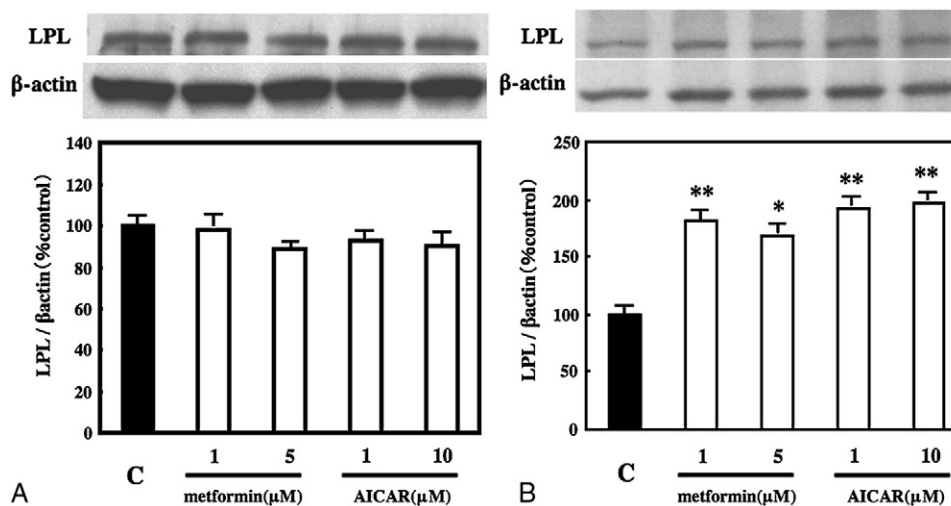 LPL
β-actin
LPL / βactin(%control)
140
120
100
80
60
40
20
0
C
1
5
1
10
metformin(µM)
AICAR(µM)
A
LPL
β-actin
LPL / βactin(%control)
250
200
150
100
50
0
**
*
**
**
C
1
5
1
10
metformin(µM)
AICAR(µM)
B